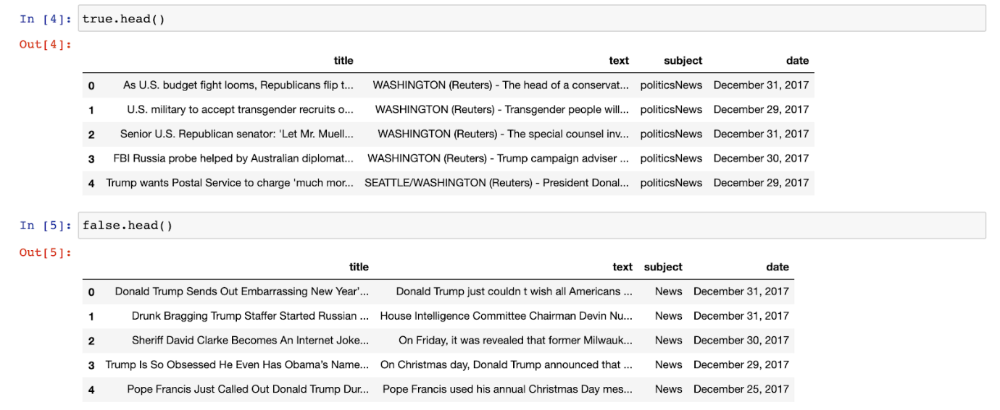 In [4]: true.head()
Out[4]:
title text subject date
0 As U.S. budget fight looms, Republicans flip t... WASHINGTON (Reuters) - The head of a conservat... politicsNews December 31, 2017
1 U.S. military to accept transgender recruits o... WASHINGTON (Reuters) - Transgender people will... politicsNews December 29, 2017
2 Senior U.S. Republican senator: 'Let Mr. Muell... WASHINGTON (Reuters) - The special counsel inv... politicsNews December 31, 2017
3 FBI Russia probe helped by Australian diplomat... WASHINGTON (Reuters) - Trump campaign adviser ... politicsNews December 30, 2017
4 Trump wants Postal Service to charge 'much mor... SEATTLE/WASHINGTON (Reuters) - President Donal... politicsNews December 29, 2017
In [5]: false.head()
Out[5]:
title text subject date
0 Donald Trump Sends Out Embarrassing New Year'... Donald Trump just couldn t wish all Americans ... News December 31, 2017
1 Drunk Bragging Trump Staffer Started Russian ... House Intelligence Committee Chairman Devin Nu... News December 31, 2017
2 Sheriff David Clarke Becomes An Internet Joke... On Friday, it was revealed that former Milwauk... News December 30, 2017
3 Trump Is So Obsessed He Even Has Obama’s Name... On Christmas day, Donald Trump announced that ... News December 29, 2017
4 Pope Francis Just Called Out Donald Trump Dur... Pope Francis used his annual Christmas Day mes... News December 25, 2017